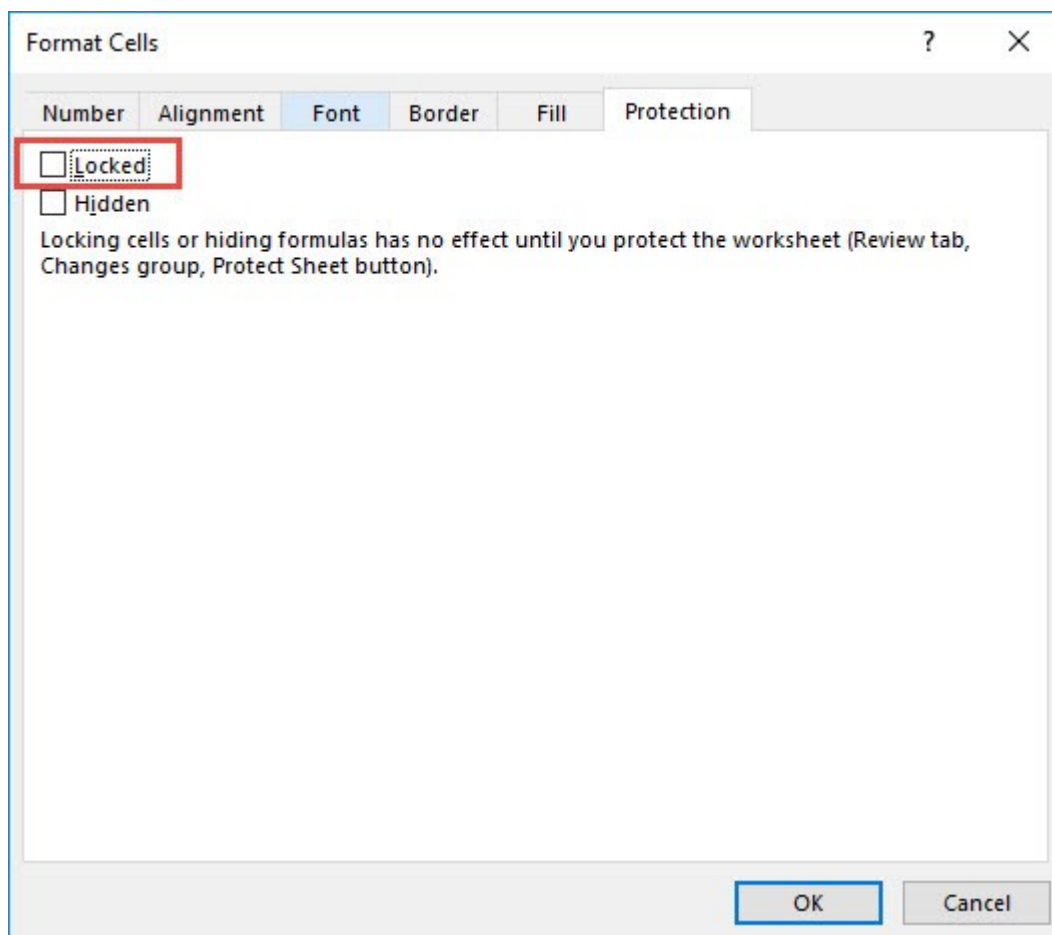 Format Cells ?
Number Alignment Font Border Fill Protection
Locked
Hidden
Locking cells or hiding formulas has no effect until you protect the worksheet (Review tab,
Changes group, Protect Sheet button).
OK Cancel